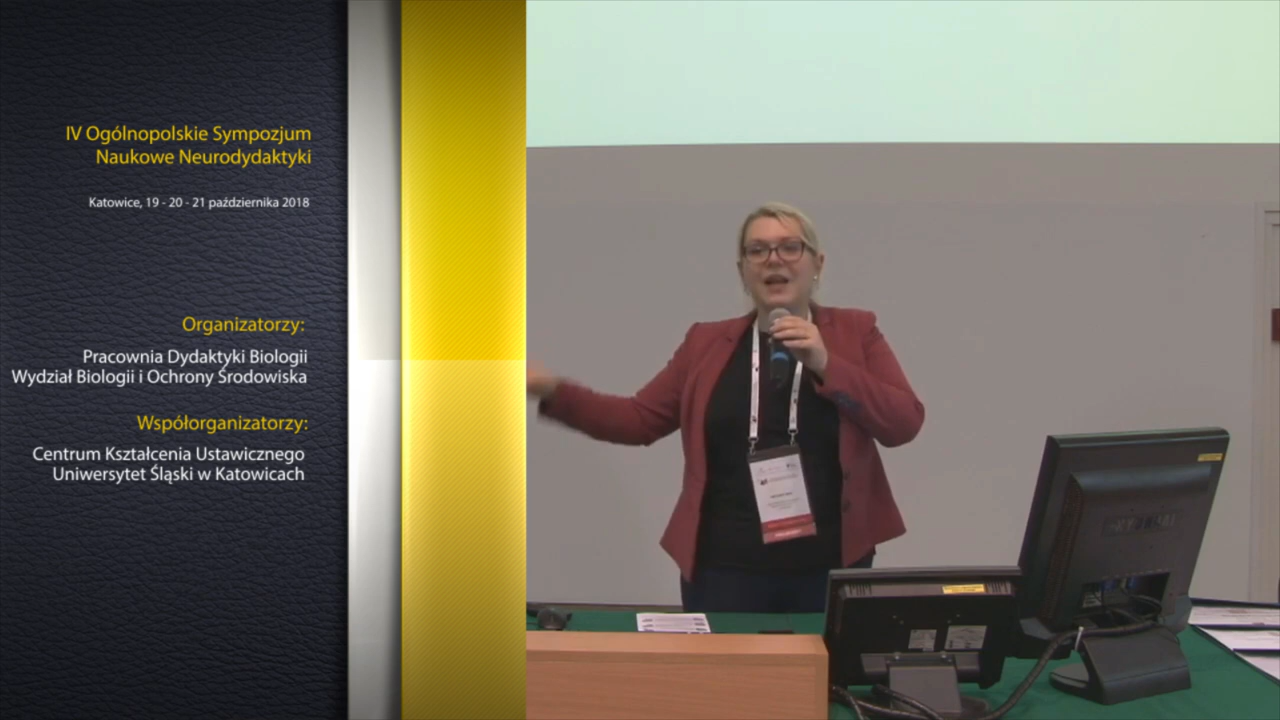 IV Ogólnopolskie Sympozjum
Naukowe Neurodydaktyki
Katowice, 19 - 20 - 21 października 2018
Organizatorzy:
Pracownia Dydaktyki Biologii
Wydział Biologii i Ochrony Środowiska
Współorganizatorzy:
Centrum Kształcenia Ustawicznego
Uniwersytet Śląski w Katowicach